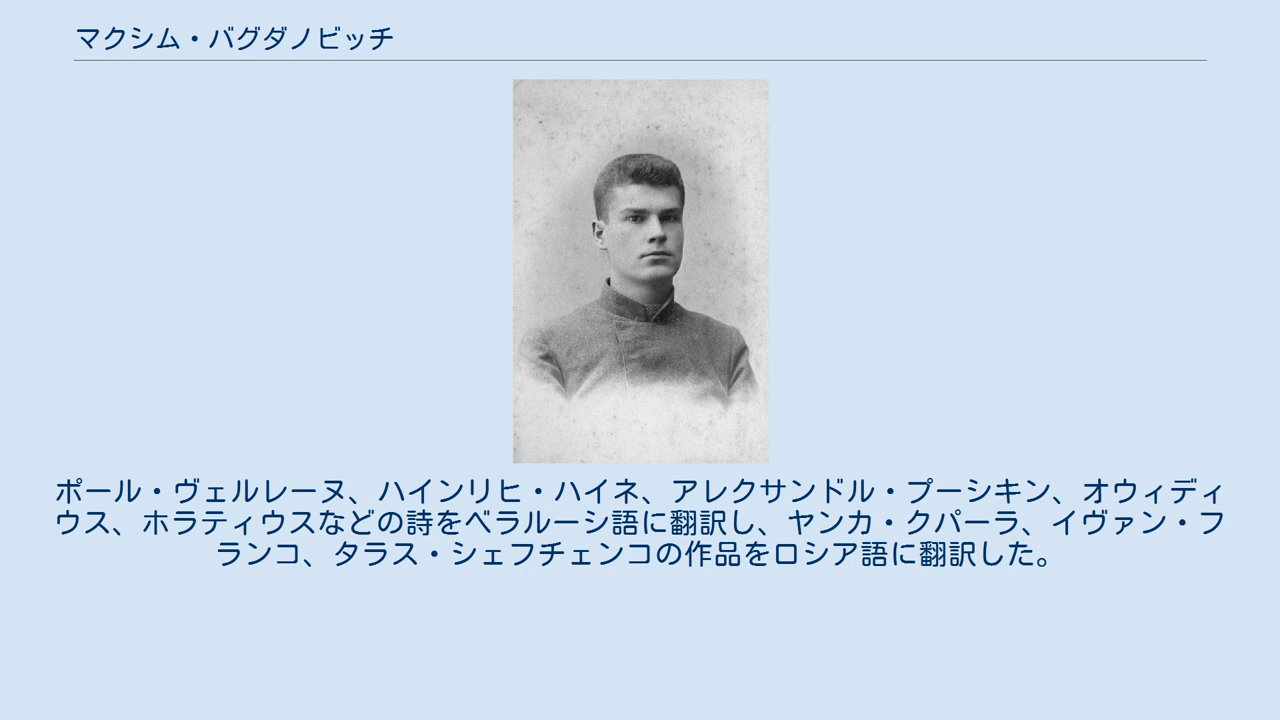 マクシム・バグダノビッチ
ポール・ヴェルレーヌ、ハインリヒ・ハイネ、アレクサンドル・プーシキン、オウィディ
ウス、ホラティウスなどの詩をベラルーシ語に翻訳し、ヤンカ・クパーラ、イヴァン・フ
ランコ、タラス・シェフチェンコの作品をロシア語に翻訳した。